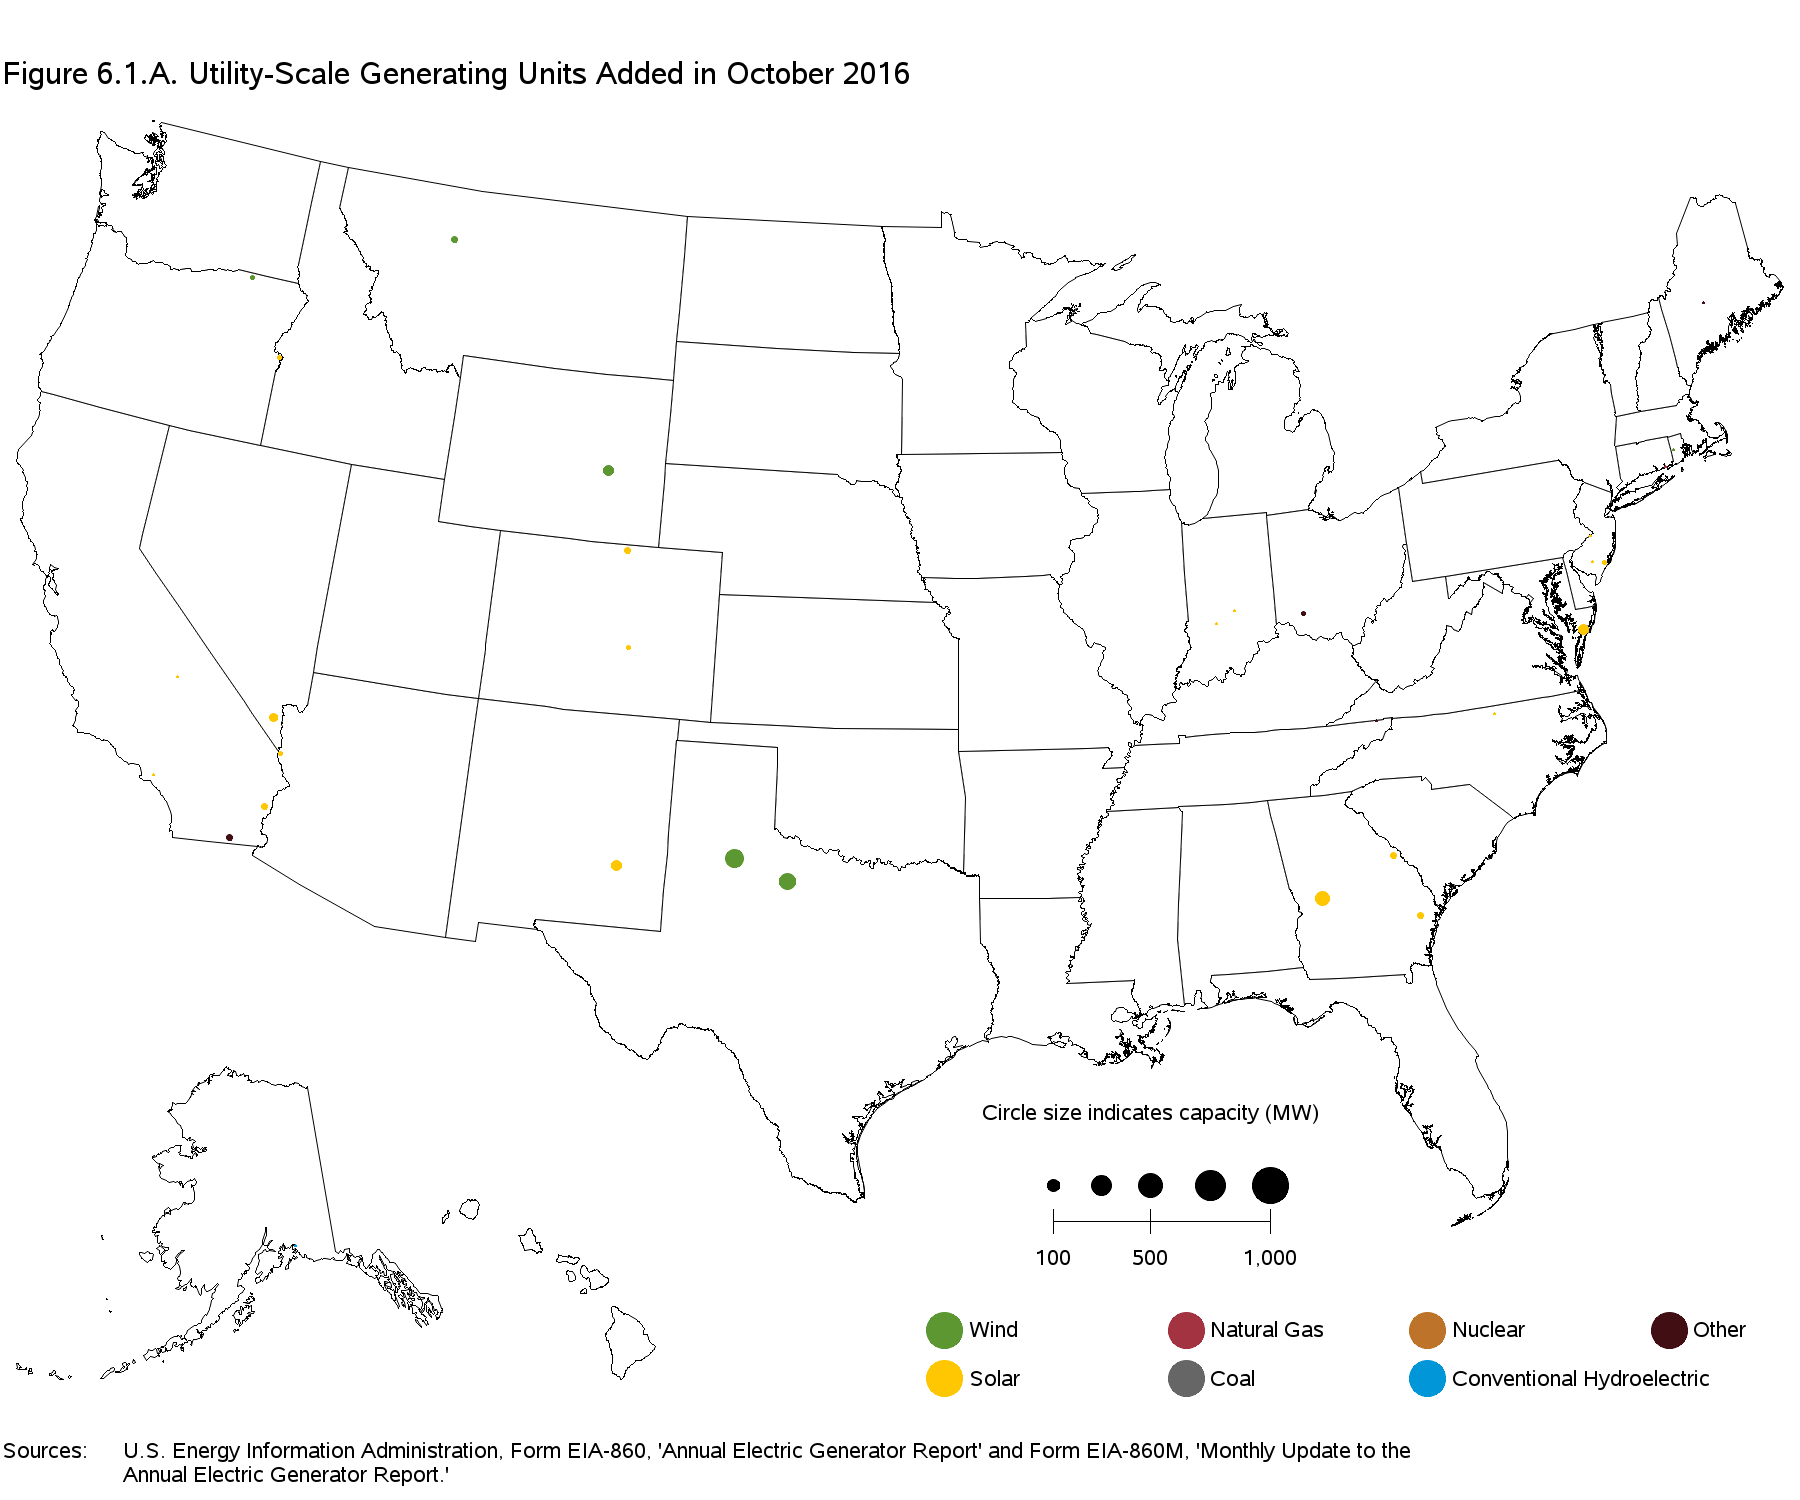 Figure 6.1.A. Utility-Scale Generating Units Added in October 2016
Circle size indicates capacity (MW)
100 500 1,000
Wind Natural Gas Nuclear Other
Solar Coal Conventional Hydroelectric
Sources: U.S. Energy Information Administration, Form EIA-860, 'Annual Electric Generator Report' and Form EIA-860M, 'Monthly Update to the
Annual Electric Generator Report.'